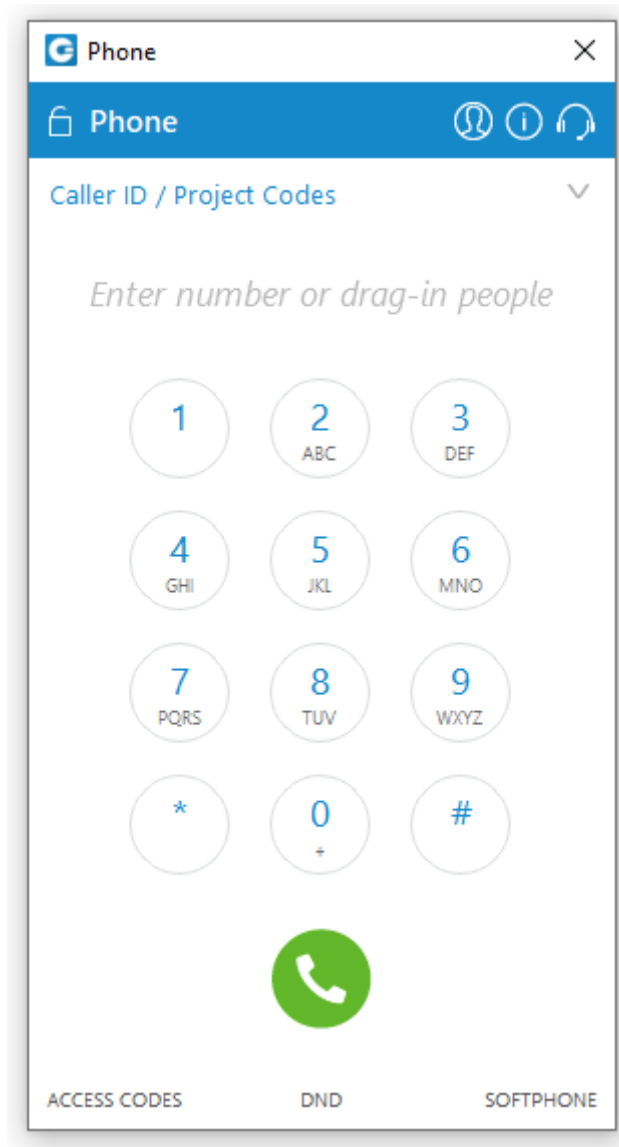 Phone
Phone
Caller ID / Project Codes
Enter number or drag-in people
1 2 3
ABC DEF
4 5 6
GHI JKL MNO
7 8 9
PQRS TUV WXYZ
* 0 #
+
ACCESS CODES DND SOFTPHONE